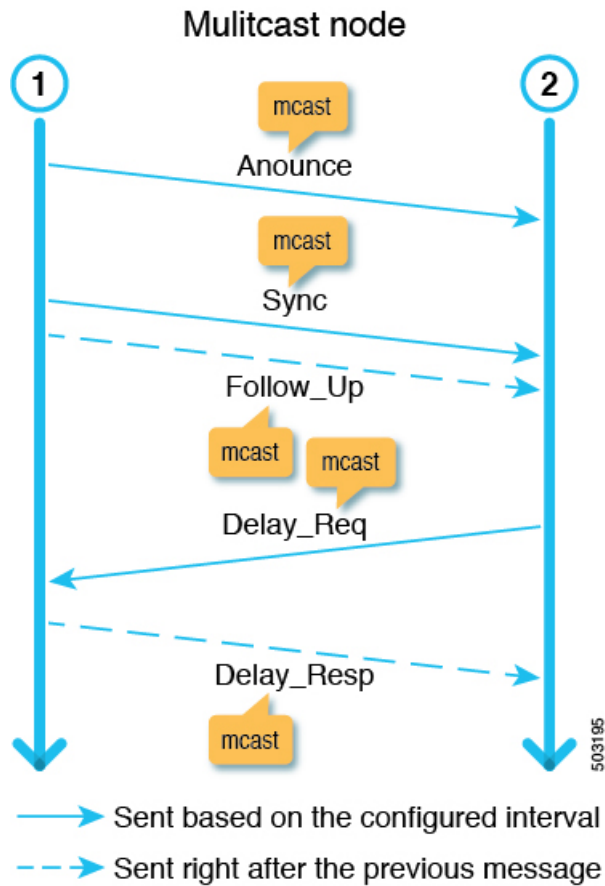 Mulitcast node
1
2
mcast
Anounce
mcast
Sync
Follow_Up
mcast
mcast
Delay_Req
Delay_Resp
mcast
503195
Sent based on the configured interval
Sent right after the previous message